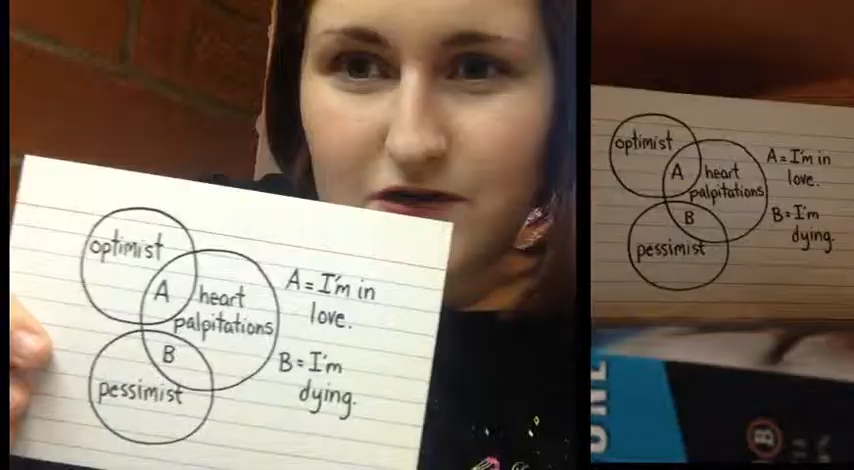 optimist
A
heart
palpitations
B
pessimist
A = I'm in
love.
B = I'm
dying.
optimist
A
heart
palpitations
B
pessimist
A = I'm in
love.
B = I'm
dying.
B